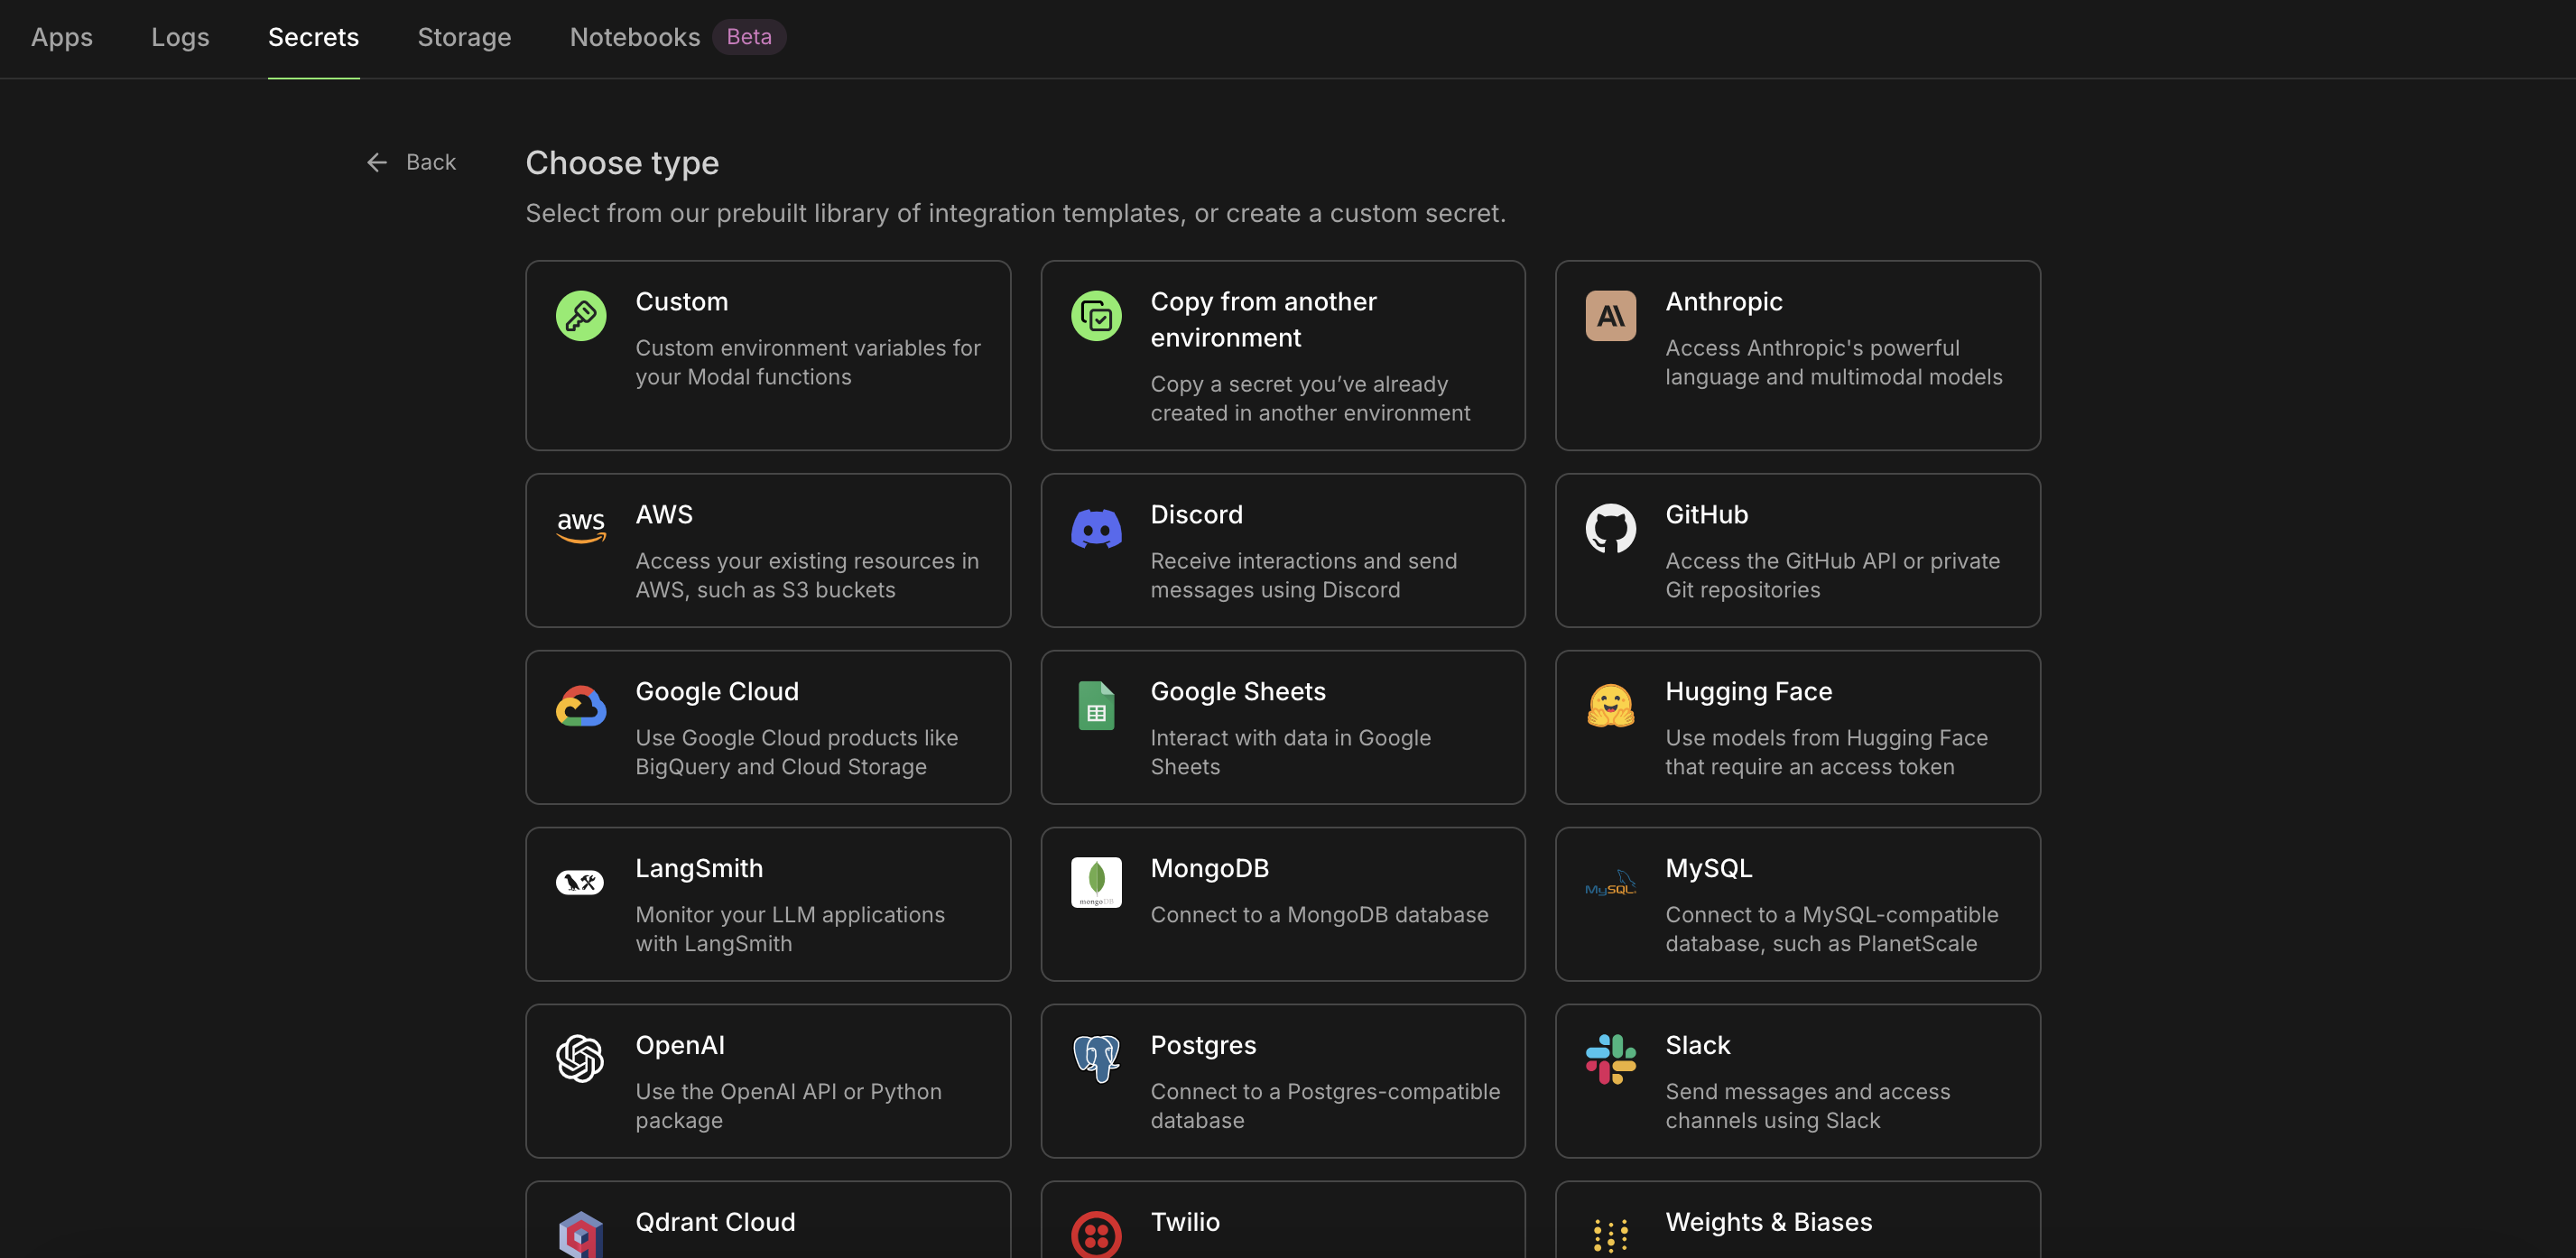 Apps Logs Secrets Storage Notebooks Beta
Back
Choose type
Select from our prebuilt library of integration templates, or create a custom secret.
Custom
Custom environment variables for
your Modal functions
Copy from another
environment
Copy a secret you’ve already
created in another environment
Anthropic
Access Anthropic's powerful
language and multimodal models
aws
AWS
Access your existing resources in
AWS, such as S3 buckets
Discord
Receive interactions and send
messages using Discord
GitHub
Access the GitHub API or private
Git repositories
Google Cloud
Use Google Cloud products like
BigQuery and Cloud Storage
Google Sheets
Interact with data in Google
Sheets
Hugging Face
Use models from Hugging Face
that require an access token
LangSmith
Monitor your LLM applications
with LangSmith
mongoDB
MongoDB
Connect to a MongoDB database
MySQL
MySQL
Connect to a MySQL-compatible
database, such as PlanetScale
OpenAI
Use the OpenAI API or Python
package
Postgres
Connect to a Postgres-compatible
database
Slack
Send messages and access
channels using Slack
Qdrant Cloud
Twilio
Weights & Biases